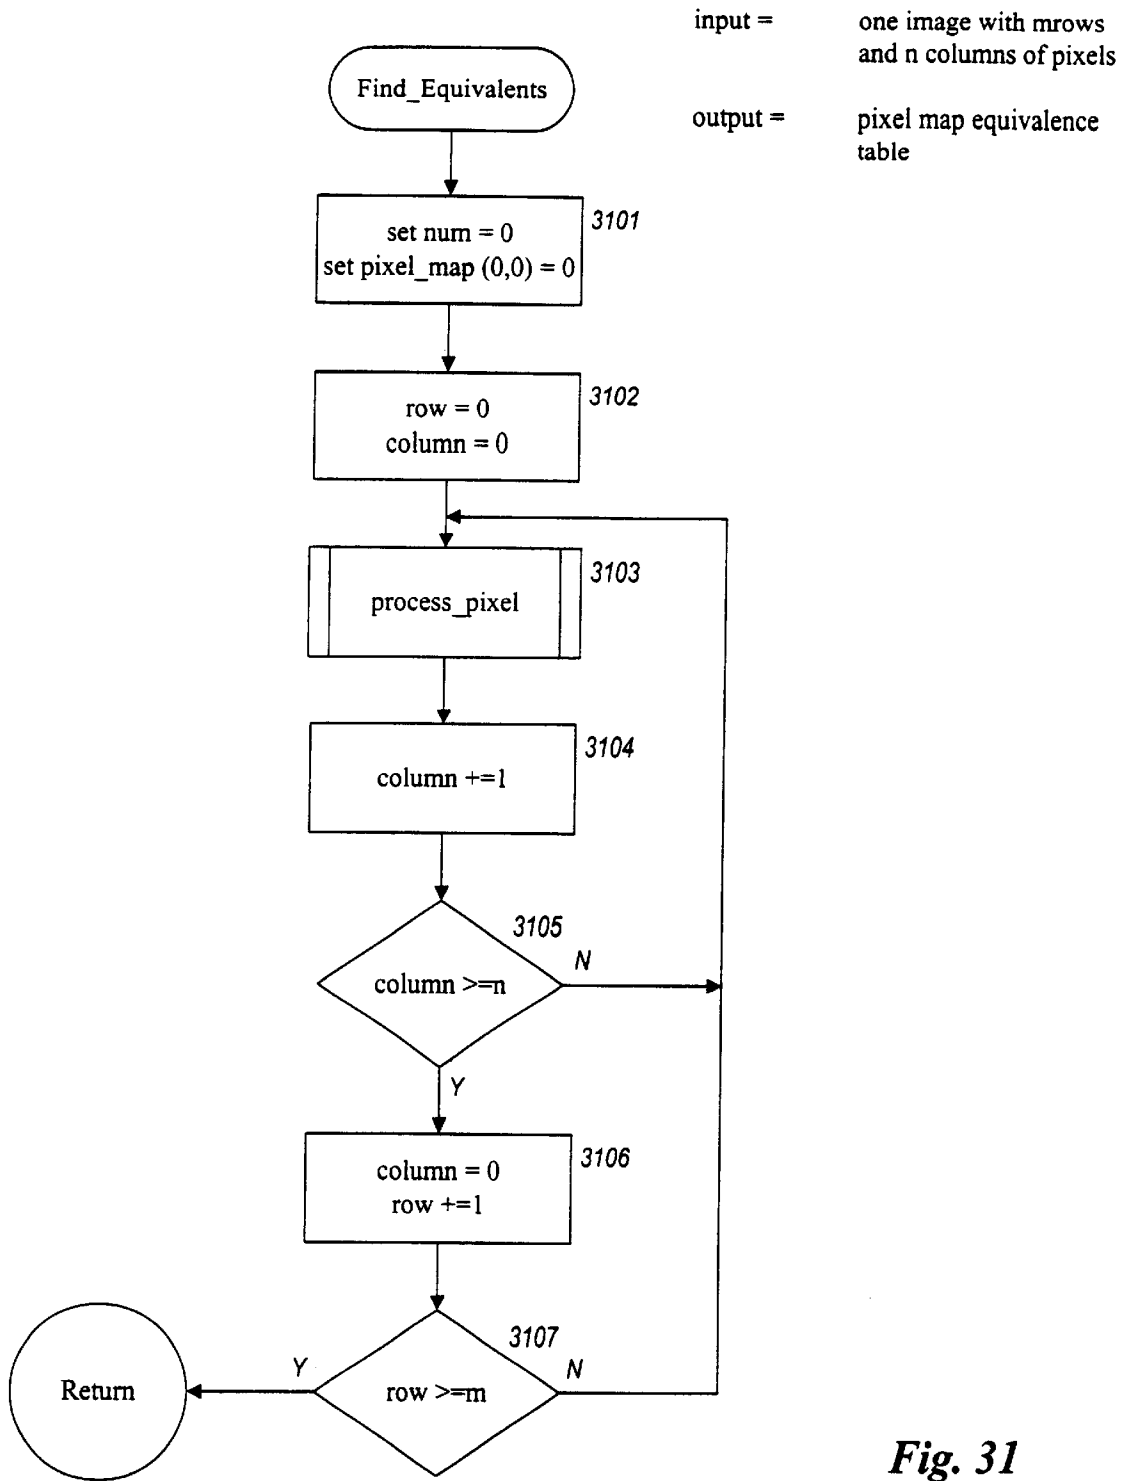 input = one image with mrows
and n columns of pixels
Find_Equivalents
output = pixel map equivalence
table
3101
set num = 0
set pixel_map (0,0) = 0
3102
row = 0
column = 0
3103
process_pixel
3104
column +=1
3105
column >=n
N
Y
3106
column = 0
row +=1
3107
Y
N
Return
row >=m
Fig. 31